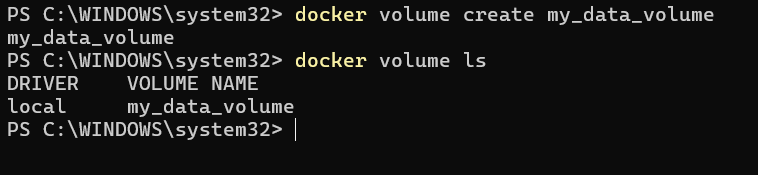 PS C:\WINDOWS\system32> docker volume create my_data_volume
my_data_volume
PS C:\WINDOWS\system32> docker volume ls
DRIVER    VOLUME NAME
local     my_data_volume
PS C:\WINDOWS\system32>